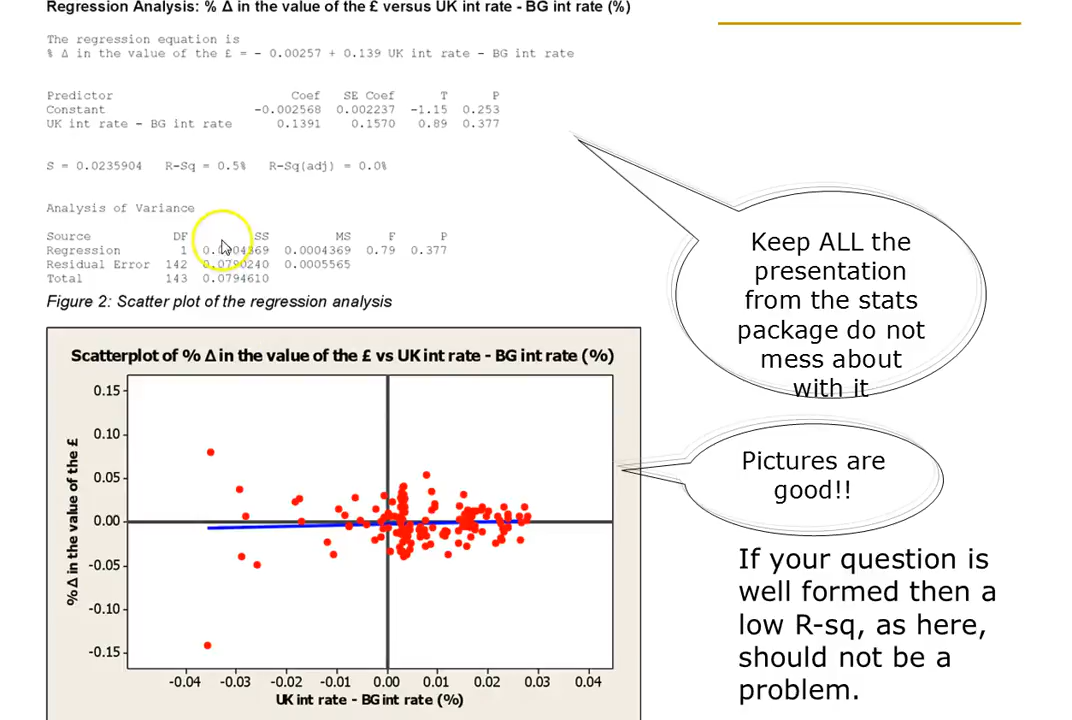 Regression Analysis: % Δ in the value of the £ versus UK int rate - BG int rate (%)
The regression equation is
% Δ in the value of the £ = - 0.00257 + 0.139 UK int rate - BG int rate
Predictor Coef SE Coef T P
Constant -0.002568 0.002237 -1.15 0.253
UK int rate - BG int rate 0.1391 0.1570 0.89 0.377
S = 0.0235904 R-Sq = 0.5% R-Sq(adj) = 0.0%
Analysis of Variance
Source DF SS MS F P
Regression 1 0.0004369 0.0004369 0.79 0.377
Residual Error 142 0.0790240 0.0005565
Total 143 0.0794610
Figure 2: Scatter plot of the regression analysis
Scatterplot of % Δ in the value of the £ vs UK int rate - BG int rate (%)
0.15
0.10
0.05
0.00
-0.05
-0.10
-0.15
% Δ in the value of the £
-0.04 -0.03 -0.02 -0.01 0.00 0.01 0.02 0.03 0.04
UK int rate - BG int rate (%)
Keep ALL the
presentation
from the stats
package do not
mess about
with it
Pictures are
good!!
If your question is
well formed then a
low R-sq, as here,
should not be a
problem.